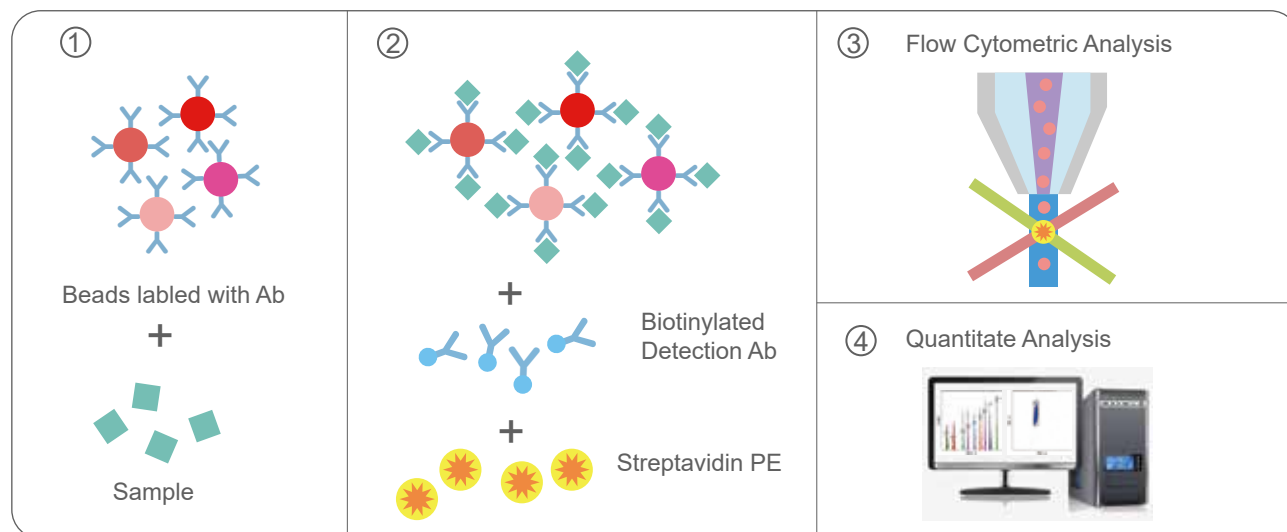 ①
Beads labled with Ab
+
Sample
②
+
Biotinylated
Detection Ab
+
Streptavidin PE
③ Flow Cytometric Analysis
④ Quantitate Analysis